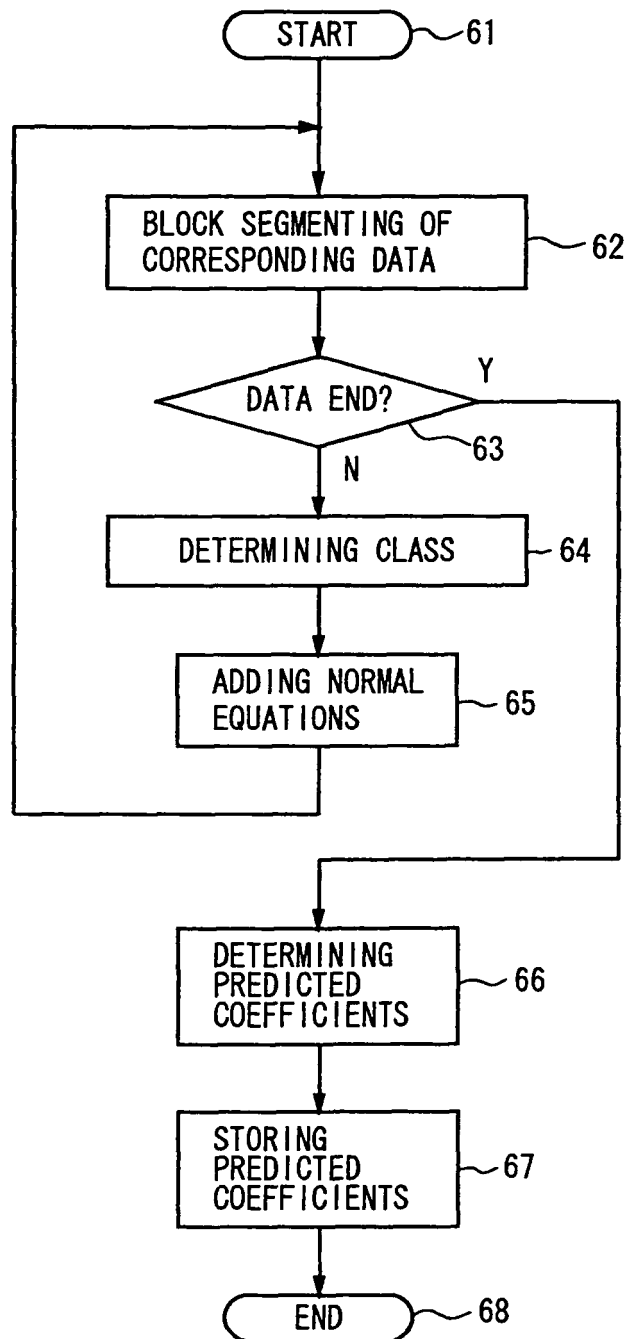 START
61
BLOCK SEGMENTING OF
CORRESPONDING DATA
62
DATA END?
Y
63
N
DETERMINING CLASS
64
ADDING NORMAL
EQUATIONS
65
DETERMINING
PREDICTED
COEFFICIENTS
66
STORING
PREDICTED
COEFFICIENTS
67
END
68